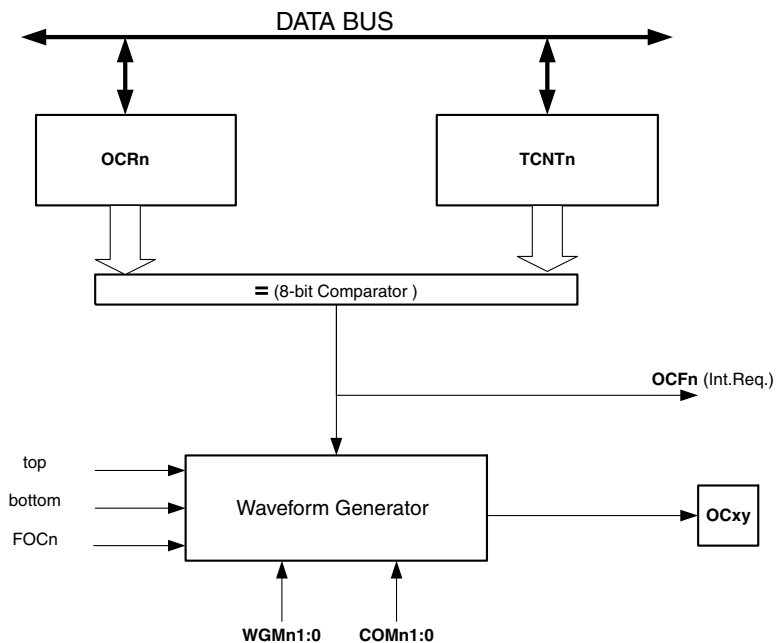 DATA BUS
OCRn
TCNTn
= (8-bit Comparator )
OCFn (Int.Req.)
top
bottom
FOCn
Waveform Generator
OCxy
WGMn1:0
COMn1:0